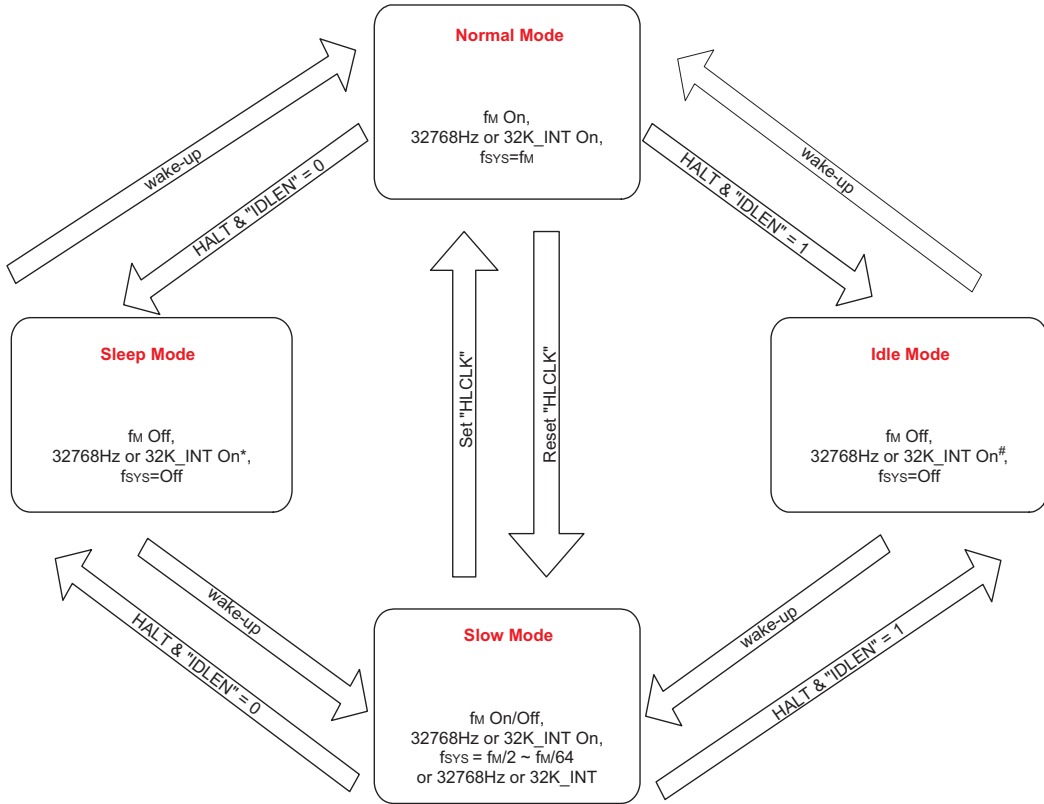 Normal Mode
fM On,
32768Hz or 32K_INT On,
fSYS=fM
wake-up
HALT & "IDLEN" = 0
HALT & "IDLEN" = 1
wake-up
Sleep Mode
fM Off,
32768Hz or 32K_INT On*,
fSYS=Off
Set "HLCLK"
Reset "HLCLK"
Idle Mode
fM Off,
32768Hz or 32K_INT On#,
fSYS=Off
wake-up
HALT & "IDLEN" = 0
wake-up
HALT & "IDLEN" = 1
Slow Mode
fM On/Off,
32768Hz or 32K_INT On,
fSYS = fM/2 ~ fM/64
or 32768Hz or 32K_INT